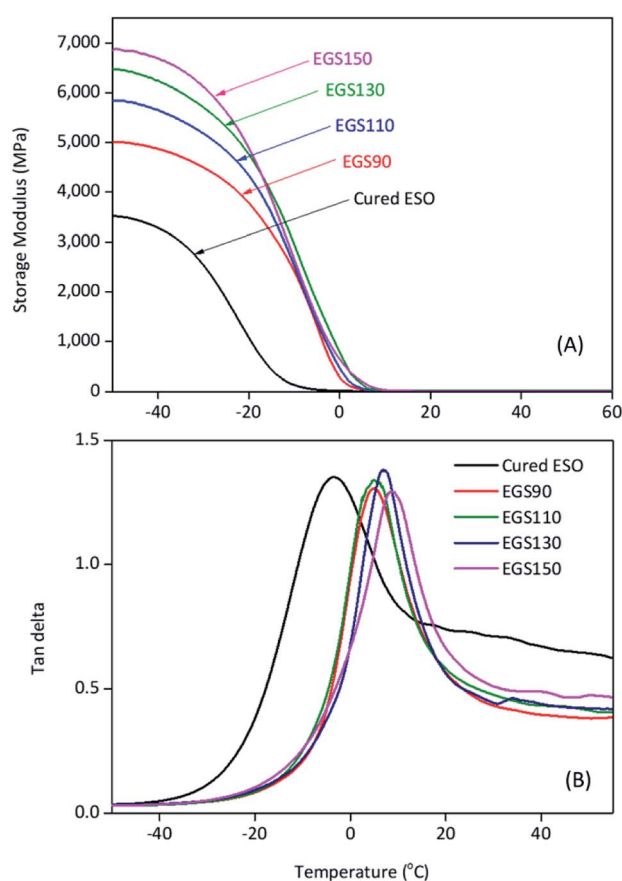 7,000
6,000
5,000
4,000
3,000
2,000
1,000
0
Storage Modulus (MPa)
EGS150
EGS130
EGS110
EGS90
Cured ESO
(A)
-40 -20 0 20 40 60
1.5
1.0
0.5
0.0
Tan delta
Cured ESO
EGS90
EGS110
EGS130
EGS150
(B)
-40 -20 0 20 40
Temperature (°C)